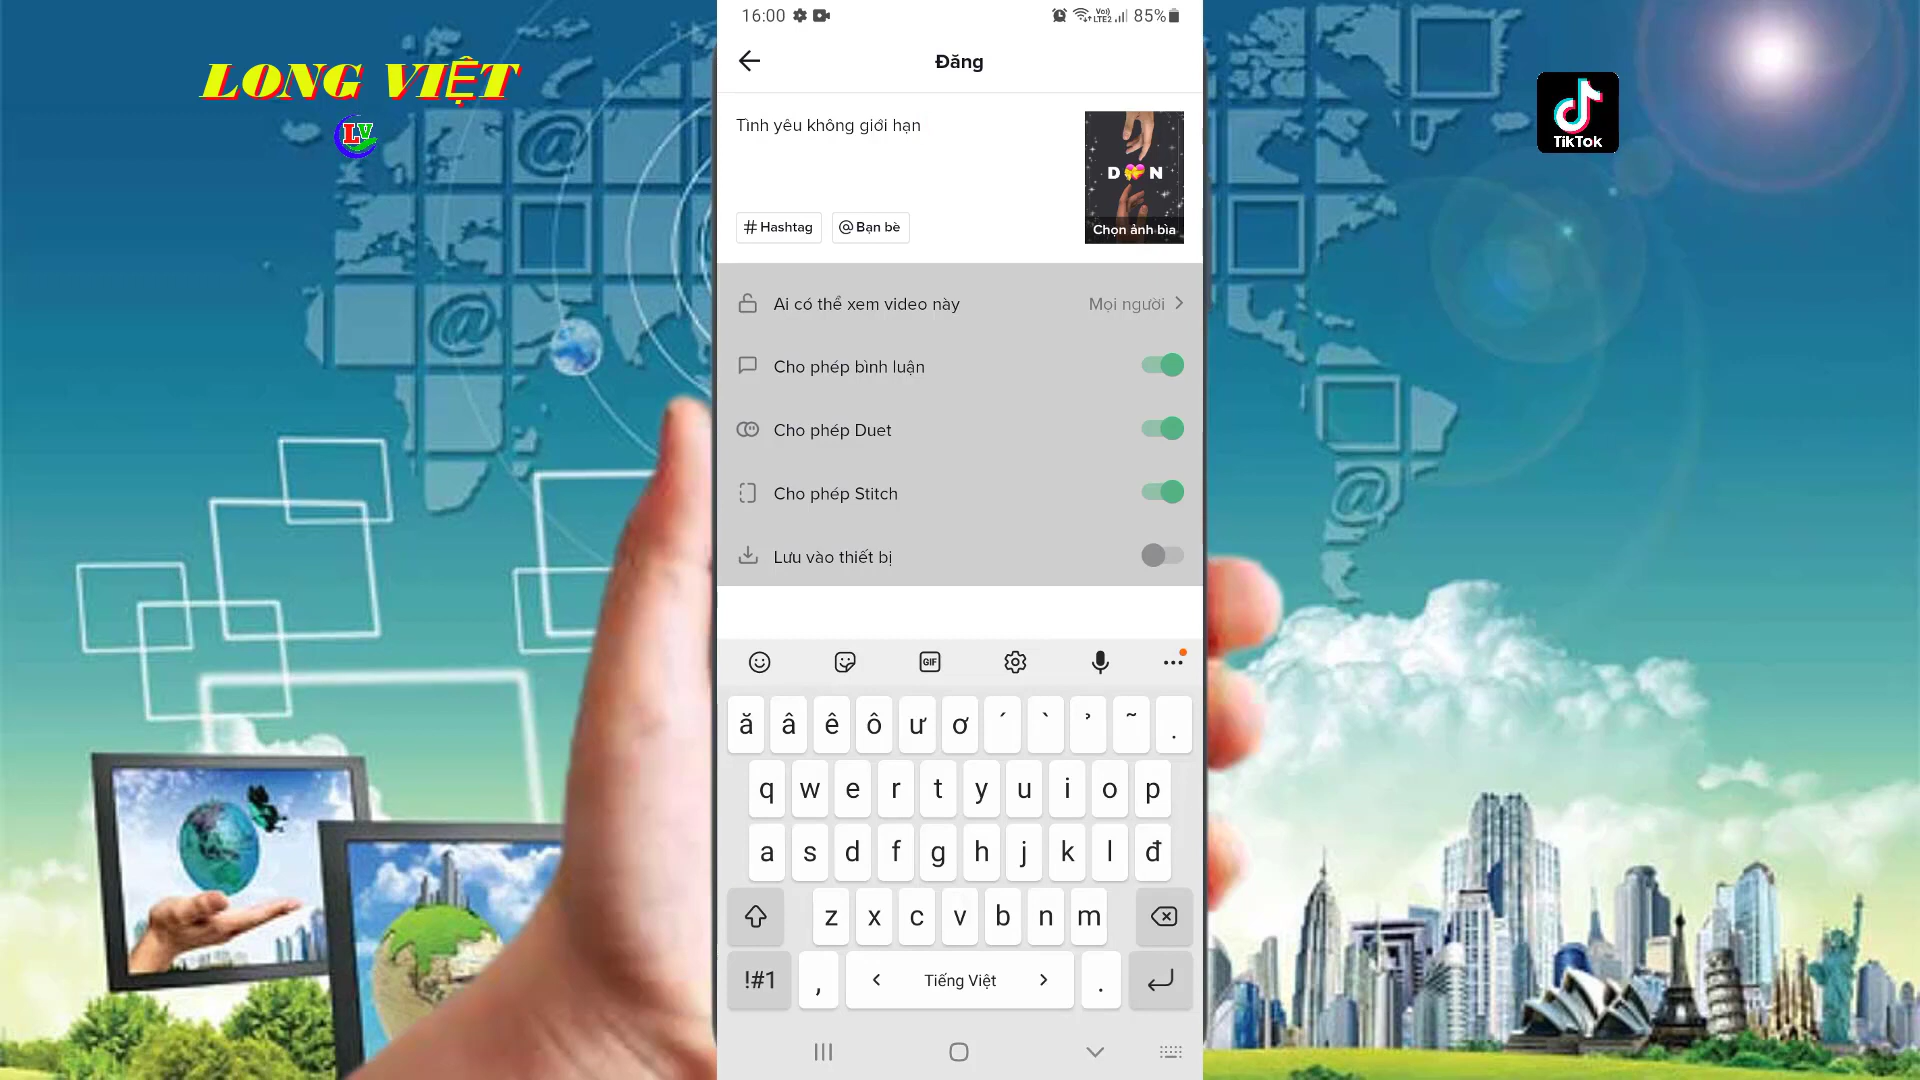 16:00
Vo))
LTE2
85%
LONG VIỆT
LV
TikTok
Đăng
Tình yêu không giới hạn
D N
# Hashtag
@ Bạn bè
Chọn ảnh bìa
Ai có thể xem video này
Mọi người
Cho phép bình luận
Cho phép Duet
Cho phép Stitch
Lưu vào thiết bị
GIF
ă â ê ô ư ơ ´ ` ̉ ~ .
q w e r t y u i o p
a s d f g h j k l đ
z x c v b n m
!#1 , < Tiếng Việt > .